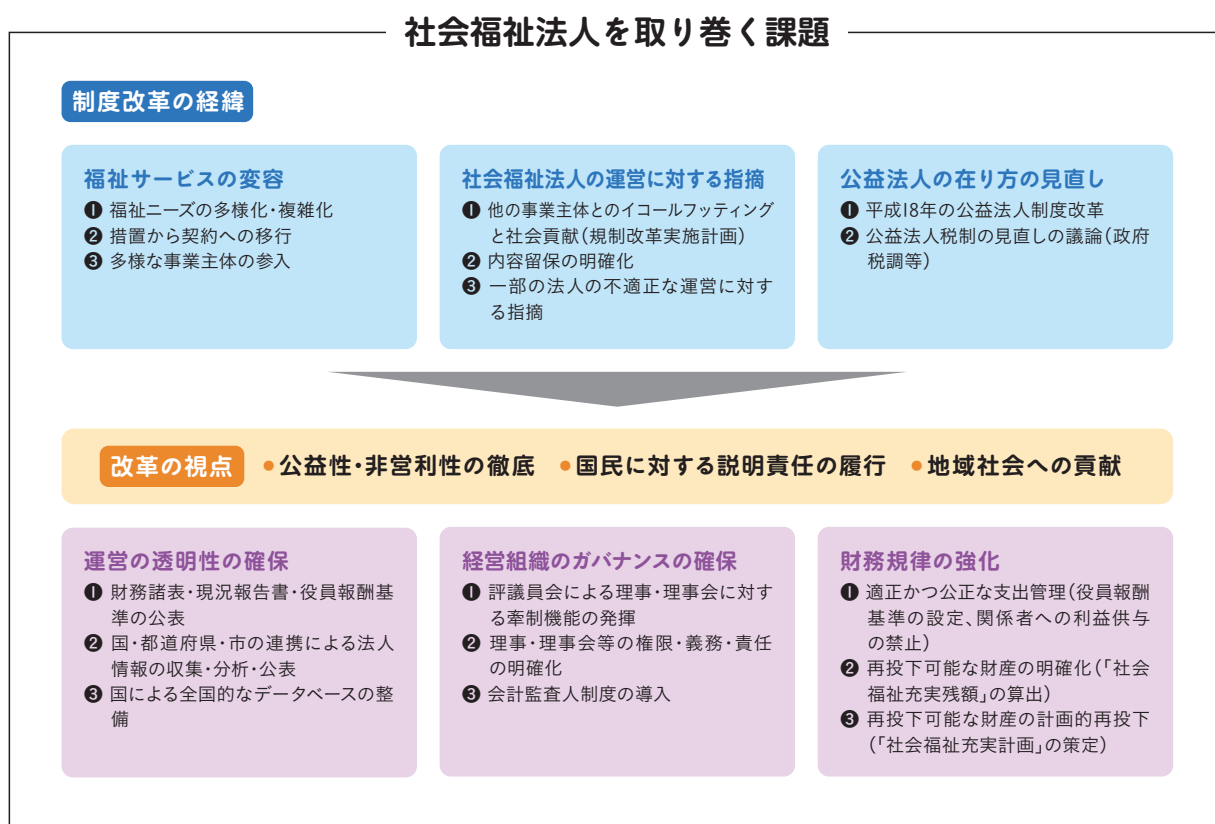 社会福祉法人を取り巻く課題
制度改革の経緯
福祉サービスの変容
❶ 福祉ニーズの多様化・複雑化
❷ 措置から契約への移行
❸ 多様な事業主体の参入
社会福祉法人の運営に対する指摘
❶ 他の事業主体とのイコールフッティング
と社会貢献(規制改革実施計画)
❷ 内容留保の明確化
❸ 一部の法人の不適正な運営に対す
る指摘
公益法人の在り方の見直し
❶ 平成18年の公益法人制度改革
❷ 公益法人税制の見直しの議論(政府
税調等)
改革の視点 ●公益性・非営利性の徹底 ●国民に対する説明責任の履行 ●地域社会への貢献
運営の透明性の確保
❶ 財務諸表・現況報告書・役員報酬基
準の公表
❷ 国・都道府県・市の連携による法人
情報の収集・分析・公表
❸ 国による全国的なデータベースの整
備
経営組織のガバナンスの確保
❶ 評議員会による理事・理事会に対す
る牽制機能の発揮
❷ 理事・理事会等の権限・義務・責任
の明確化
❸ 会計監査人制度の導入
財務規律の強化
❶ 適正かつ公正な支出管理(役員報酬
基準の設定、関係者への利益供与
の禁止)
❷ 再投下可能な財産の明確化(「社会
福祉充実残額」の算出)
❸ 再投下可能な財産の計画的再投下
(「社会福祉充実計画」の策定)